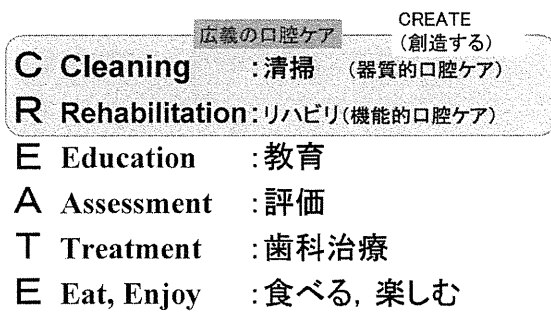 広義の口腔ケア
CREATE
(創造する)
C Cleaning :清掃 (器質的口腔ケア)
R Rehabilitation:リハビリ(機能的口腔ケア)
E Education :教育
A Assessment :評価
T Treatment :歯科治療
E Eat, Enjoy :食べる,楽しむ